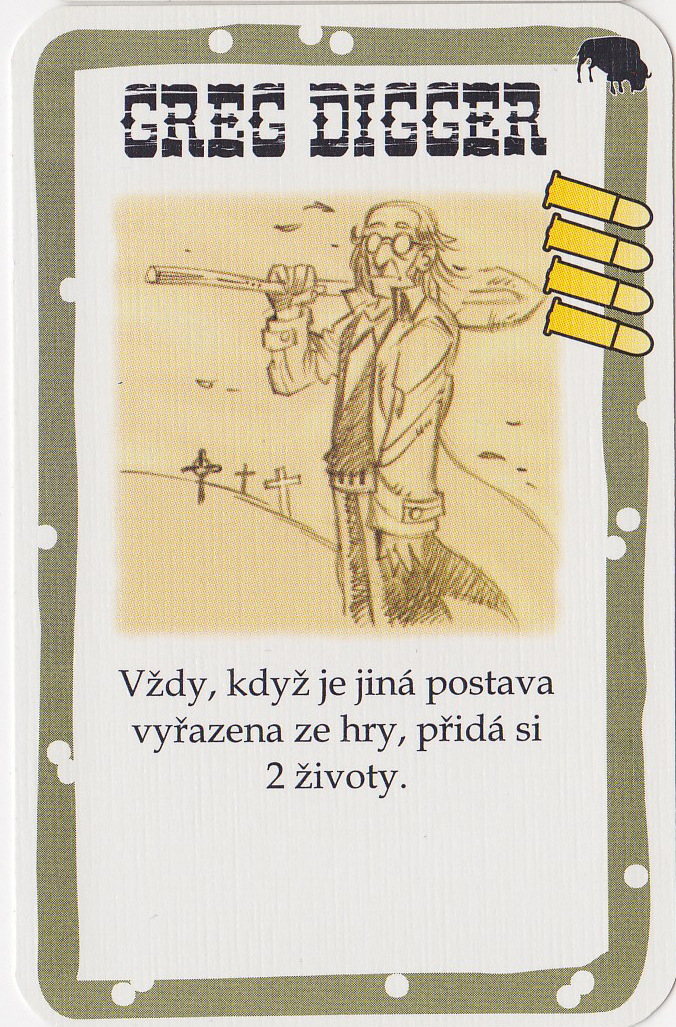 GREG DIGGER
Vždy, když je jiná postava
vyřazena ze hry, přidá si
2 životy.